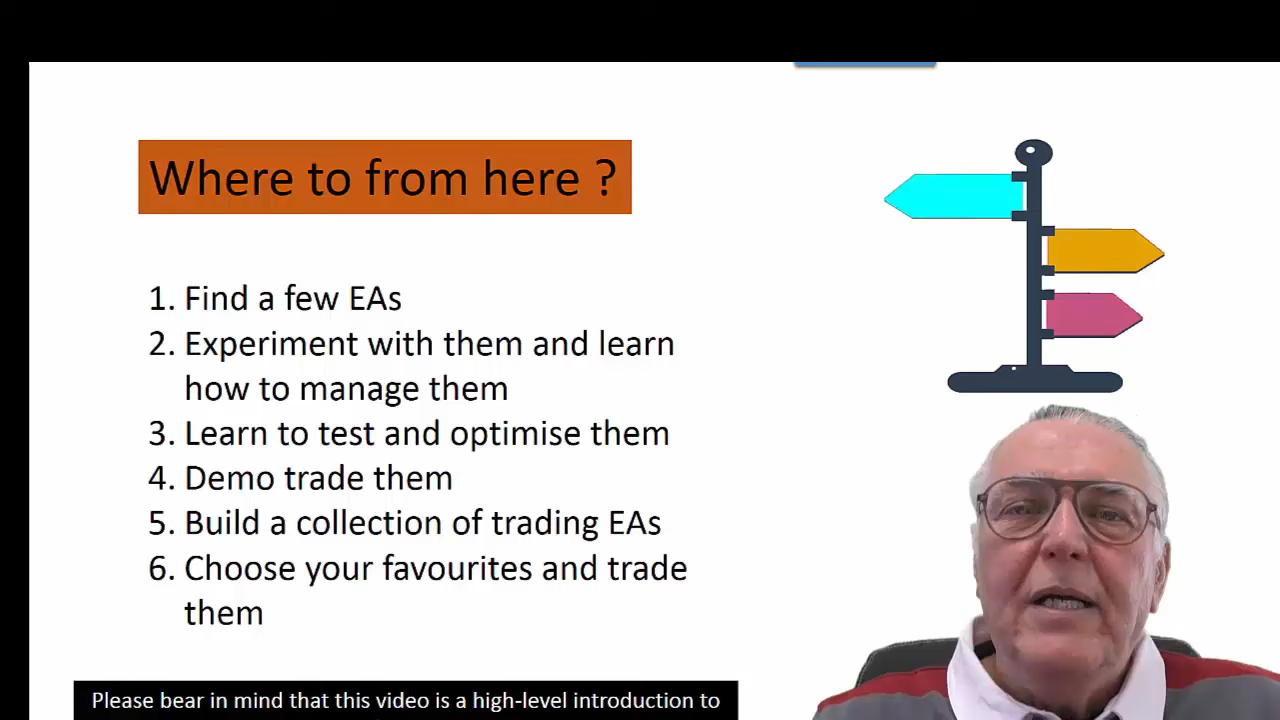 Where to from here ?
1. Find a few EAs
2. Experiment with them and learn
how to manage them
3. Learn to test and optimise them
4. Demo trade them
5. Build a collection of trading EAs
6. Choose your favourites and trade
them
Please bear in mind that this video is a high-level introduction to